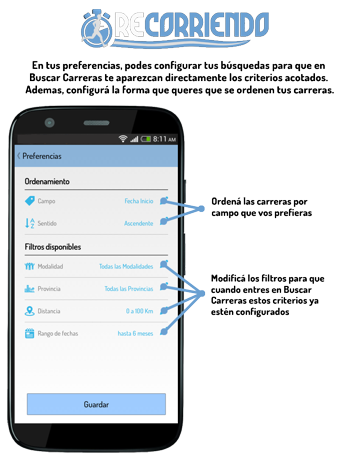 RECORRIENDO
En tus preferencias, podes configurar tus búsquedas para que en
Buscar Carreras te aparezcan directamente los criterios acotados.
Ademas, configurá la forma que queres que se ordenen tus carreras.
8:11 AM
Preferencias
Ordenamiento
Campo Fecha Inicio
Sentido Ascendente
Ordená las carreras por
campo que vos prefieras
Filtros disponibles
Modalidad Todas las Modalidades
Provincia Todas las Provincias
Distancia 0 a 100 Km
Rango de fechas hasta 6 meses
Modificá los filtros para que
cuando entres en Buscar
Carreras estos criterios ya
estén configurados
Guardar